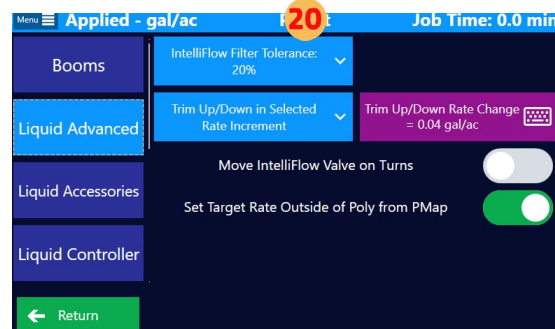 Menu Applied - gal/ac 20 Job Time: 0.0 min
Booms
IntelliFlow Filter Tolerance:
20%
Liquid Advanced
Trim Up/Down in Selected
Rate Increment
Trim Up/Down Rate Change
= 0.04 gal/ac
Move IntelliFlow Valve on Turns
Liquid Accessories
Set Target Rate Outside of Poly from PMap
Liquid Controller
Return